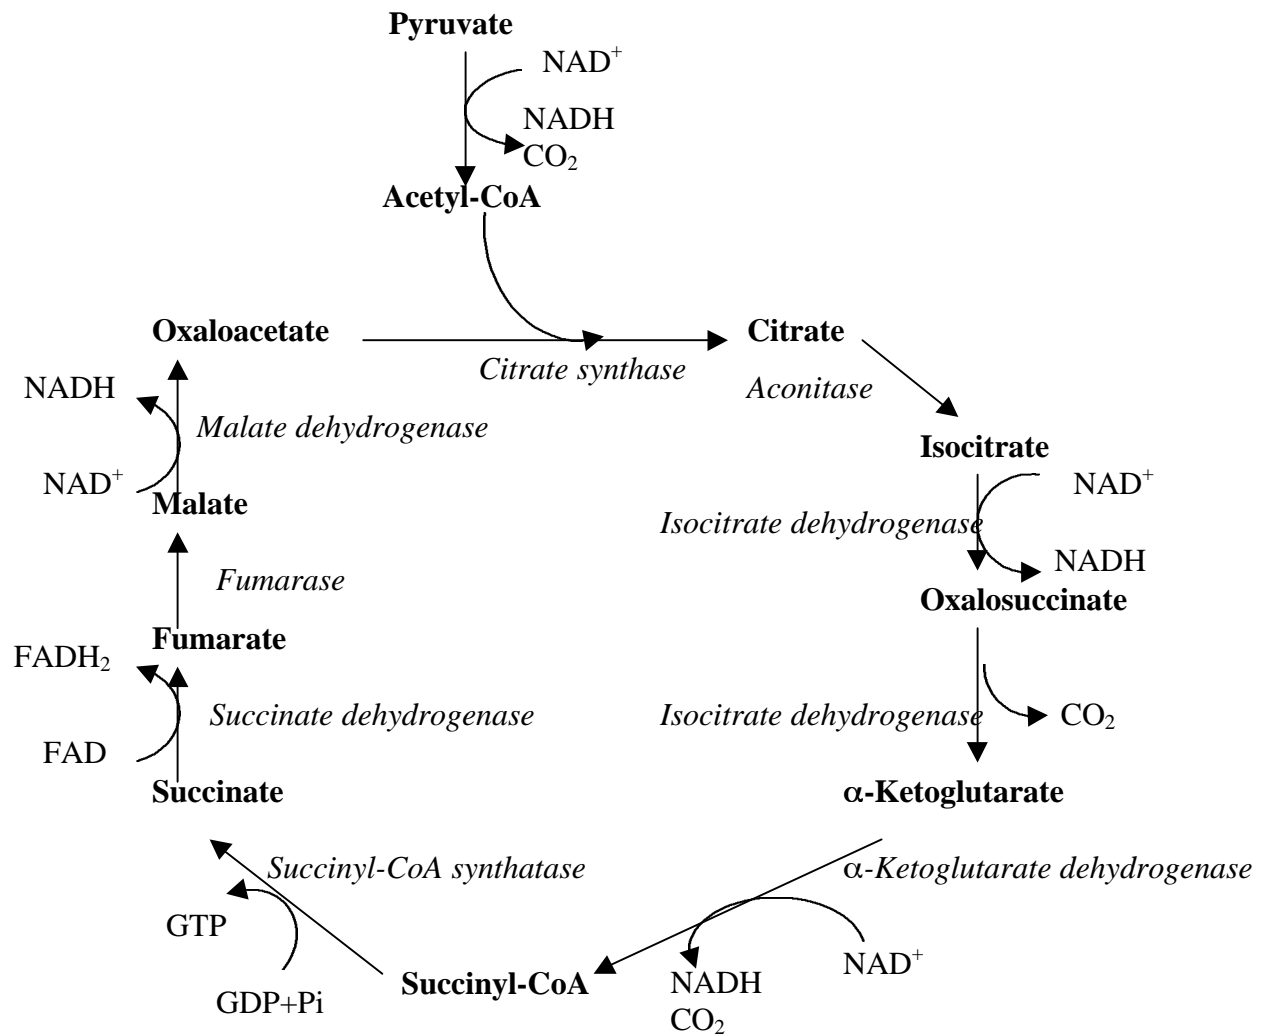 Pyruvate
NAD⁺
NADH
CO₂
Acetyl-CoA
Oxaloacetate
Citrate
Citrate synthase
Aconitase
NADH
Malate dehydrogenase
Isocitrate
NAD⁺
Malate
NAD⁺
Isocitrate dehydrogenase
NADH
Fumarase
Oxalosuccinate
Fumarate
FADH₂
Succinate dehydrogenase
Isocitrate dehydrogenase
CO₂
FAD
Succinate
α-Ketoglutarate
Succinyl-CoA synthatase
α-Ketoglutarate dehydrogenase
GTP
NAD⁺
Succinyl-CoA
NADH
CO₂
GDP+Pi